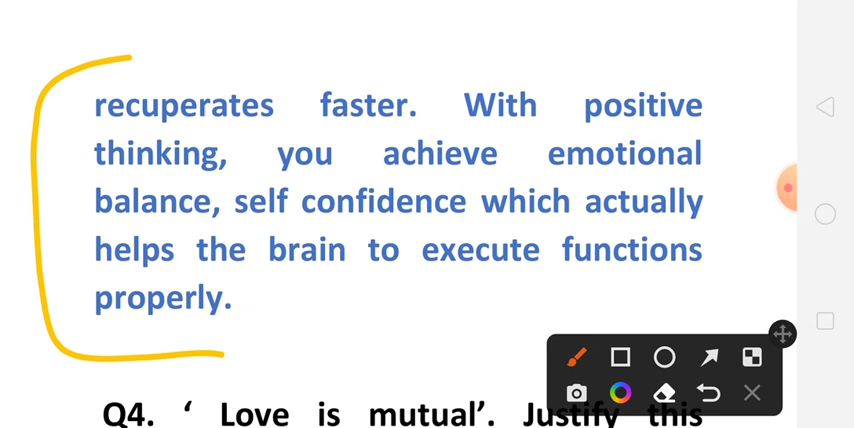 recuperates faster. With positive
thinking, you achieve emotional
balance, self confidence which actually
helps the brain to execute functions
properly.
Q4. ‘ Love is mutual’. Justify this